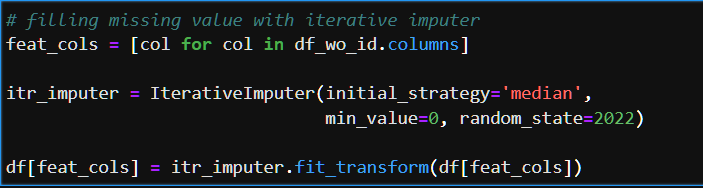 # filling missing value with iterative imputer
feat_cols = [col for col in df_wo_id.columns]
itr_imputer = IterativeImputer(initial_strategy='median',
min_value=0, random_state=2022)
df[feat_cols] = itr_imputer.fit_transform(df[feat_cols])